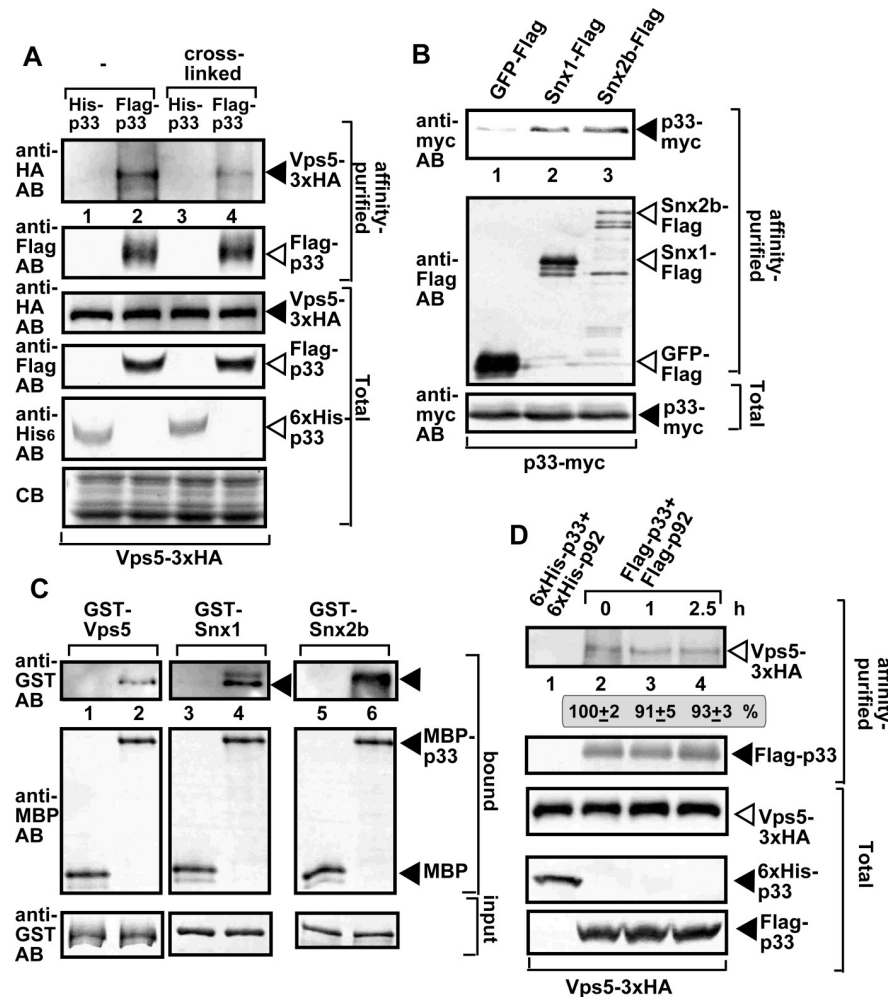 A
-
cross-
linked
His-
p33
Flag-
p33
His-
p33
Flag-
p33
anti-
HA
AB
Vps5-
3xHA
1 2 3 4
anti-
Flag
AB
Flag-
p33
affinity-
purified
anti-
HA
AB
Vps5-
3xHA
anti-
Flag
AB
Flag-
p33
anti-
His6
AB
6xHis-
p33
CB
Total
Vps5-3xHA
B
GFP-Flag
Snx1-Flag
Snx2b-Flag
anti-
myc
AB
p33-
myc
1 2 3
anti-
Flag
AB
Snx2b-
Flag
Snx1-
Flag
GFP-
Flag
affinity-
purified
anti-
myc
AB
p33-
myc
Total
p33-myc
C
GST-
Vps5
GST-
Snx1
GST-
Snx2b
anti-
GST
AB
1 2 3 4 5 6
anti-
MBP
AB
MBP-
p33
MBP
bound
anti-
GST
AB
input
D
6xHis-p33+
6xHis-p92
Flag-p33+
Flag-p92
0 1 2.5 h
Vps5-
3xHA
1 2 3 4
100±2 91±5 93±3 %
Flag-p33
affinity-
purified
Vps5-
3xHA
6xHis-
p33
Flag-
p33
Total
Vps5-3xHA